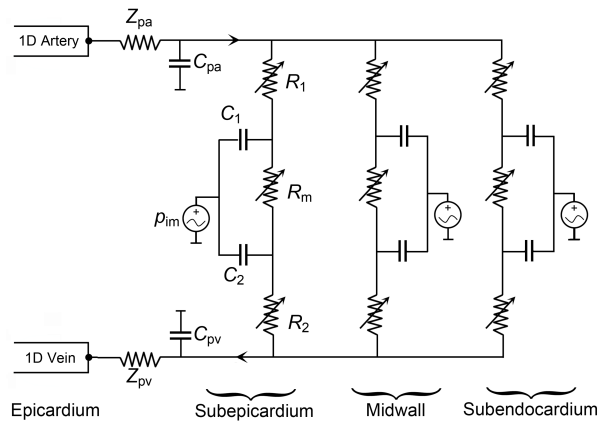 Zpa
1D Artery
Cpa
R1
C1
Rm
pim
+
+
+
C2
R2
Cpv
1D Vein
Zpv
Epicardium
Subepicardium
Midwall
Subendocardium